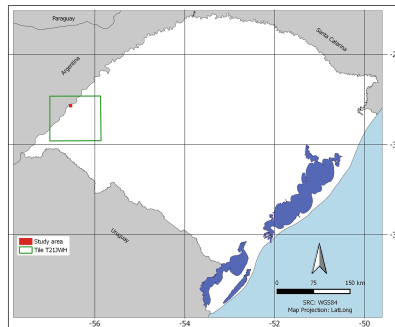 Paraguay
Santa Catarina
Argentina
-2
-3
Uruguay
-3
Study area
Tile T21JWH
0 75 150 km
SRC: WGS84
Map Projection: LatLong
-56 -54 -52 -50